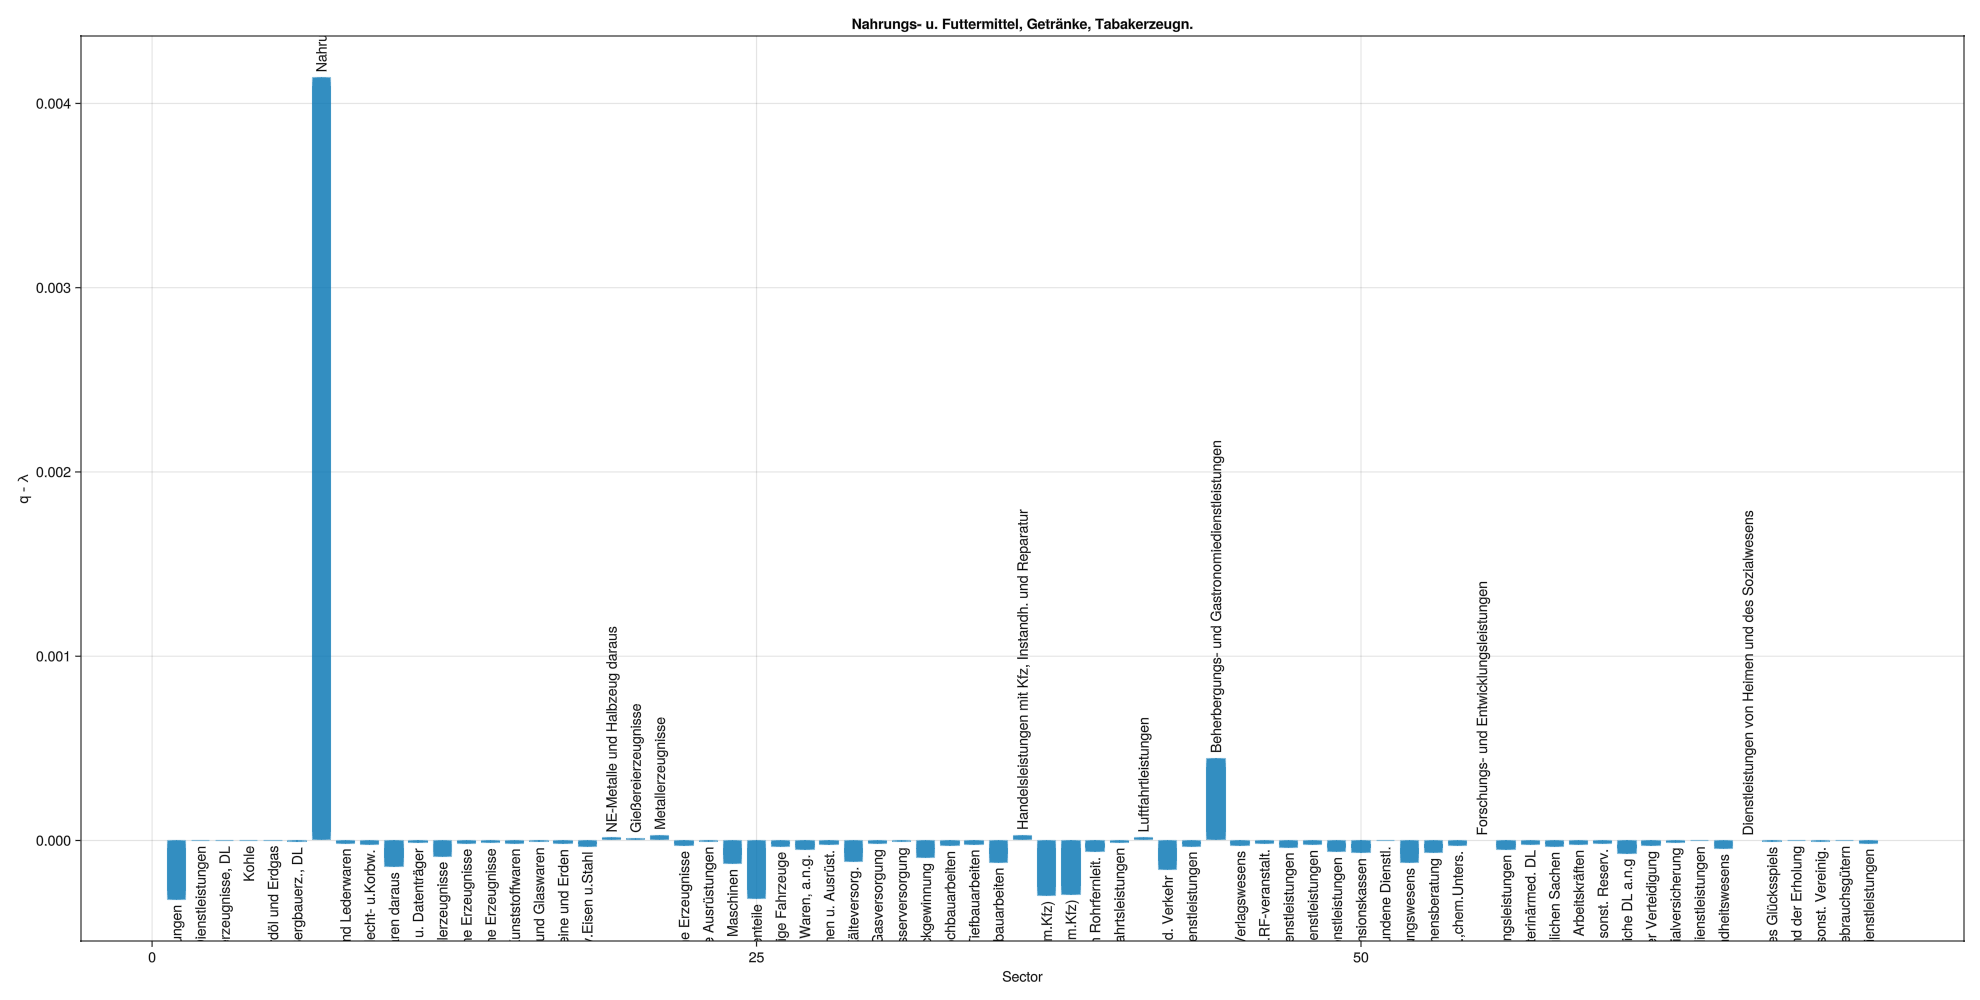 Nahrungs- u. Futtermittel, Getränke, Tabakerzeugn.
q - λ
0.004
0.003
0.002
0.001
0.000
ungen
ienstleistungen
rzeugnisse, DL
Kohle
rdöl und Erdgas
ergbauerz., DL
Nahru
nd Lederwaren
echt- u.Korbw.
ren daraus
u. Datenträger
lerzeugnisse
he Erzeugnisse
ne Erzeugnisse
unststoffwaren
und Glaswaren
eine und Erden
.Eisen u.Stahl
NE-Metalle und Halbzeug daraus
Gießereierzeugnisse
Metallerzeugnisse
e Erzeugnisse
e Ausrüstungen
Maschinen
nteile
ige Fahrzeuge
Waren, a.n.g.
nen u. Ausrüst.
älteversorg.
Gasversorgung
sserversorgung
ckgewinnung
chbauarbeiten
Tiefbauarbeiten
bauarbeiten
Handelsleistungen mit Kfz, Instandh. und Reparatur
m.Kfz)
m.Kfz)
n Rohrfernleit.
ahrtsleistungen
Luftfahrtleistungen
d. Verkehr
enstleistungen
Beherbergungs- und Gastronomiedienstleistungen
Verlagswesens
.RF-veranstalt.
enstleistungen
enstleistungen
nstleistungen
nsionskassen
undene Dienstl.
ngswesens
nensberatung
.,chem.Unters.
Forschungs- und Entwicklungsleistungen
ngsleistungen
terinärmed. DL
lichen Sachen
Arbeitskräften
sonst. Reserv.
iche DL a.n.g
r Verteidigung
ialversicherung
ienstleistungen
dheitswesens
Dienstleistungen von Heimen und des Sozialwesens
es Glücksspiels
nd der Erholung
sonst. Vereinig.
ebrauchsgütern
ienstleistungen
0
25
50
Sector